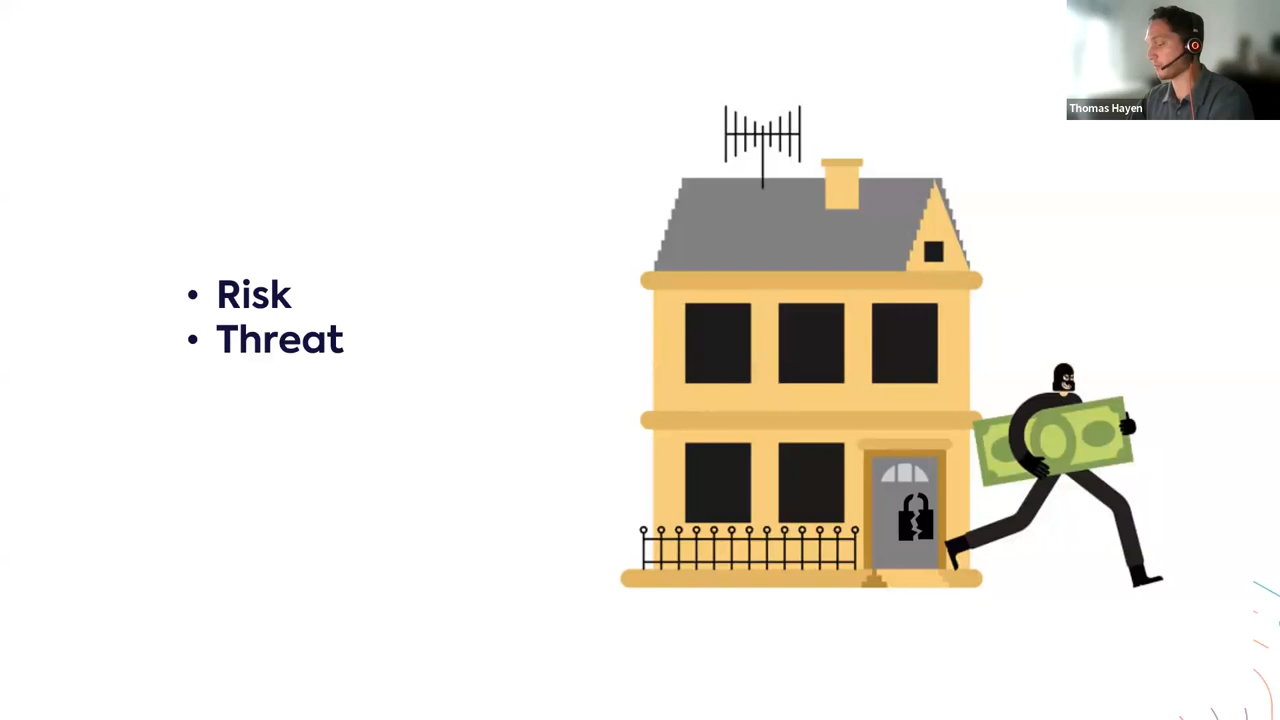 Thomas Hayen
• Risk
• Threat